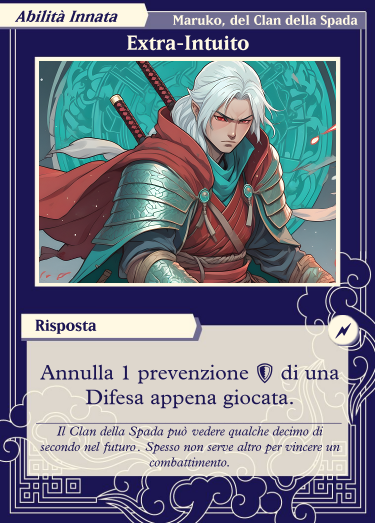 Abilità Innata
Maruko, del Clan della Spada
Extra-Intuito
Risposta
Annulla 1 prevenzione di una
Difesa appena giocata.
Il Clan della Spada può vedere qualche decimo di
secondo nel futuro. Spesso non serve altro per vincere un
combattimento.